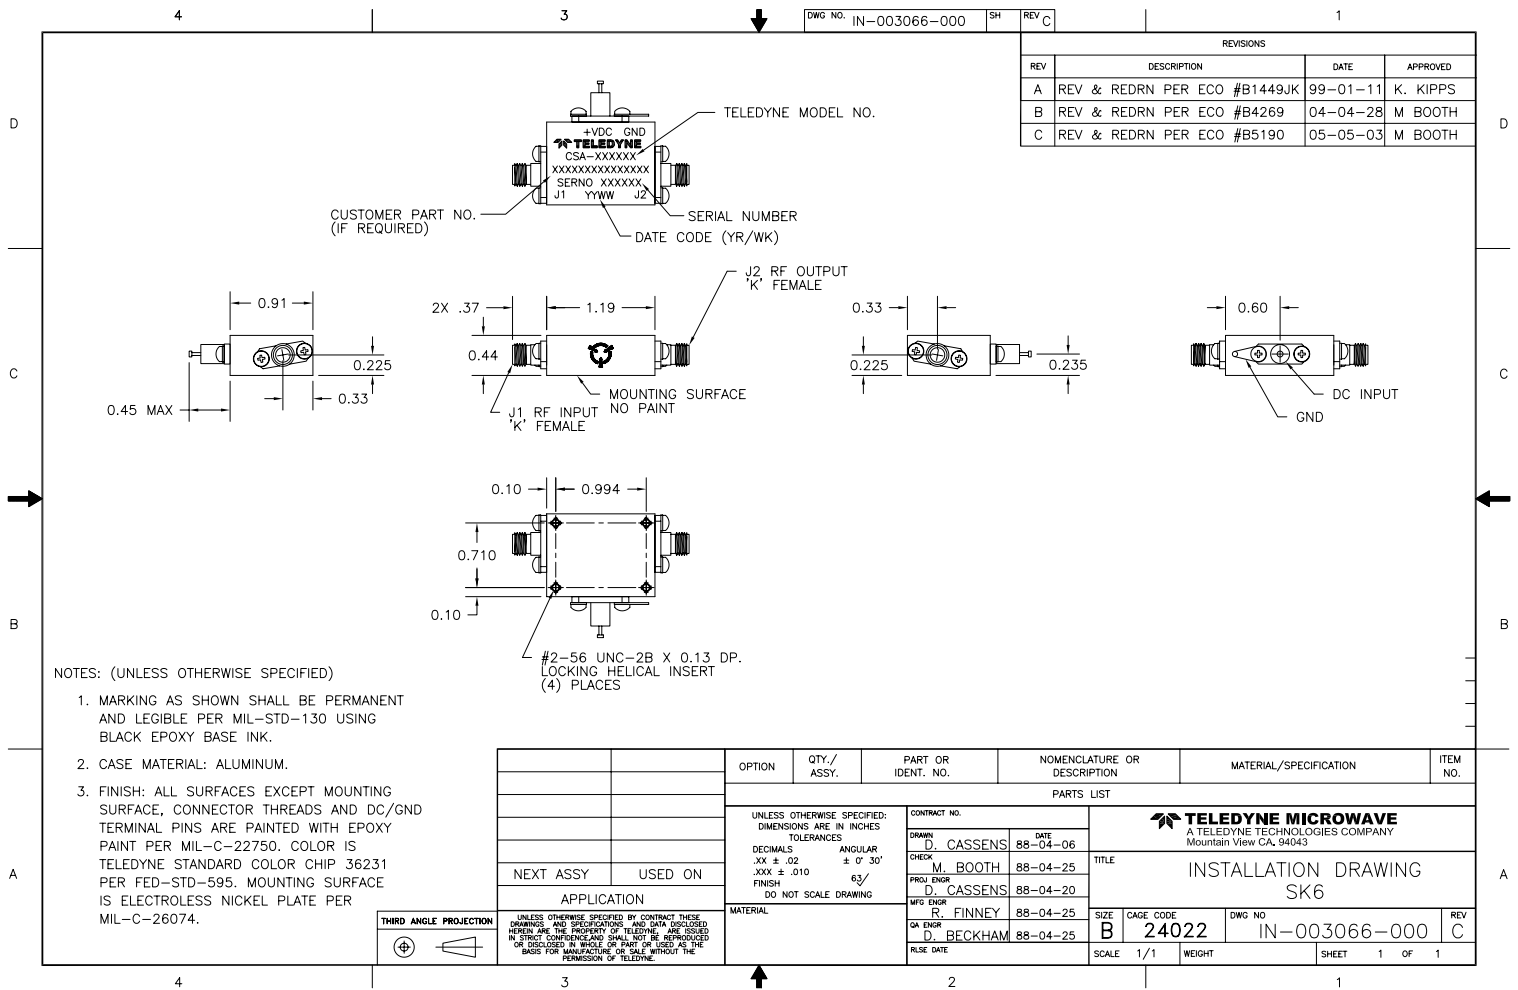 4
3
DWG NO. IN-003066-000
SH
REV C
1
REVISIONS
REV DESCRIPTION DATE APPROVED
A REV & REDRN PER ECO #B1449JK 99-01-11 K. KIPPS
B REV & REDRN PER ECO #B4269 04-04-28 M BOOTH
C REV & REDRN PER ECO #B5190 05-05-03 M BOOTH
D
D
TELEDYNE MODEL NO.
+VDC GND
TELEDYNE
CSA-XXXXXX
XXXXXXXXXXXXXXX
SERNO XXXXXX
J1 YYWW J2
CUSTOMER PART NO.
(IF REQUIRED)
SERIAL NUMBER
DATE CODE (YR/WK)
J2 RF OUTPUT
'K' FEMALE
0.91
2X .37
1.19
0.33
0.60
0.44
0.225
0.225
0.235
C
C
0.33
0.45 MAX
MOUNTING SURFACE
NO PAINT
J1 RF INPUT
'K' FEMALE
DC INPUT
GND
0.10
0.994
0.710
0.10
B
B
#2-56 UNC-2B X 0.13 DP.
LOCKING HELICAL INSERT
(4) PLACES
NOTES: (UNLESS OTHERWISE SPECIFIED)
1. MARKING AS SHOWN SHALL BE PERMANENT
AND LEGIBLE PER MIL-STD-130 USING
BLACK EPOXY BASE INK.
2. CASE MATERIAL: ALUMINUM.
3. FINISH: ALL SURFACES EXCEPT MOUNTING
SURFACE, CONNECTOR THREADS AND DC/GND
TERMINAL PINS ARE PAINTED WITH EPOXY
PAINT PER MIL-C-22750. COLOR IS
TELEDYNE STANDARD COLOR CHIP 36231
PER FED-STD-595. MOUNTING SURFACE
IS ELECTROLESS NICKEL PLATE PER
MIL-C-26074.
A
A
THIRD ANGLE PROJECTION
NEXT ASSY USED ON
APPLICATION
UNLESS OTHERWISE SPECIFIED BY CONTRACT THESE
DRAWINGS AND SPECIFICATIONS AND DATA DISCLOSED
HEREIN ARE THE PROPERTY OF TELEDYNE, ARE ISSUED
IN STRICT CONFIDENCE,AND SHALL NOT BE REPRODUCED
OR DISCLOSED IN WHOLE OR PART OR USED AS THE
BASIS FOR MANUFACTURE OR SALE WITHOUT THE
PERMISSION OF TELEDYNE.
OPTION
QTY./
ASSY.
PART OR
IDENT. NO.
NOMENCLATURE OR
DESCRIPTION
MATERIAL/SPECIFICATION
ITEM
NO.
PARTS LIST
UNLESS OTHERWISE SPECIFIED:
DIMENSIONS ARE IN INCHES
TOLERANCES
DECIMALS ANGULAR
.XX ± .02 ± 0° 30'
.XXX ± .010
FINISH 63/
DO NOT SCALE DRAWING
MATERIAL
CONTRACT NO.
DRAWN DATE
D. CASSENS 88-04-06
CHECK
M. BOOTH 88-04-25
PROJ ENGR
D. CASSENS 88-04-20
MFG ENGR
R. FINNEY 88-04-25
QA ENGR
D. BECKHAM 88-04-25
RLSE DATE
TELEDYNE MICROWAVE
A TELEDYNE TECHNOLOGIES COMPANY
Mountain View CA. 94043
TITLE
INSTALLATION DRAWING
SK6
SIZE B
CAGE CODE 24022
DWG NO IN-003066-000
REV C
SCALE 1/1
WEIGHT
SHEET 1 OF 1
4
3
2
1